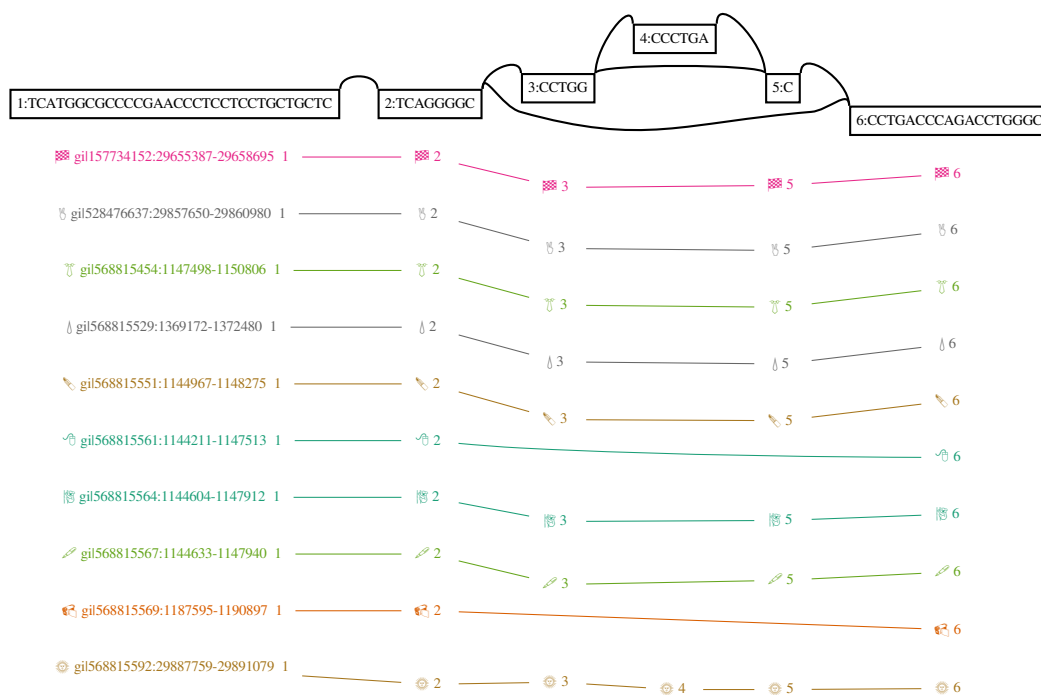 4:CCCTGA
3:CCTGG
5:C
1:TCATGGCGCCCCGAACCCTCCTCCTGCTGCTC
2:TCAGGGGC
6:CCTGACCCAGACCTGGGC
gi|157734152:29655387-29658695 1 2 3 5 6
gi|528476637:29857650-29860980 1 2 3 5 6
gi|568815454:1147498-1150806 1 2 3 5 6
gi|568815529:1369172-1372480 1 2 3 5 6
gi|568815551:1144967-1148275 1 2 3 5 6
gi|568815561:1144211-1147513 1 2 6
gi|568815564:1144604-1147912 1 2 3 5 6
gi|568815567:1144633-1147940 1 2 3 5 6
gi|568815569:1187595-1190897 1 2 6
gi|568815592:29887759-29891079 1 2 3 4 5 6